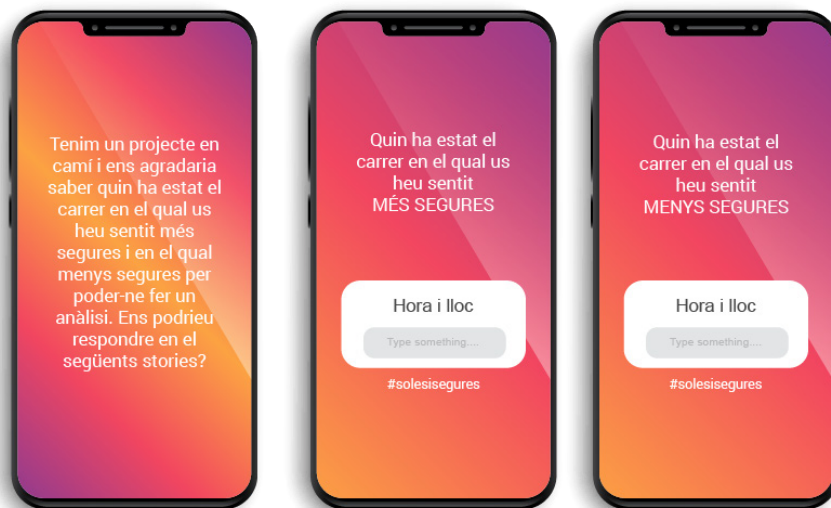 Tenim un projecte en
camí i ens agradaria
saber quin ha estat el
carrer en el qual us
heu sentit més
segures i en el qual
menys segures per
poder-ne fer un
anàlisi. Ens podrieu
respondre en el
següents stories?
Quin ha estat el
carrer en el qual us
heu sentit
MÉS SEGURES
Hora i lloc
Type something....
#solesisegures
Quin ha estat el
carrer en el qual us
heu sentit
MENYS SEGURES
Hora i lloc
Type something....
#solesisegures